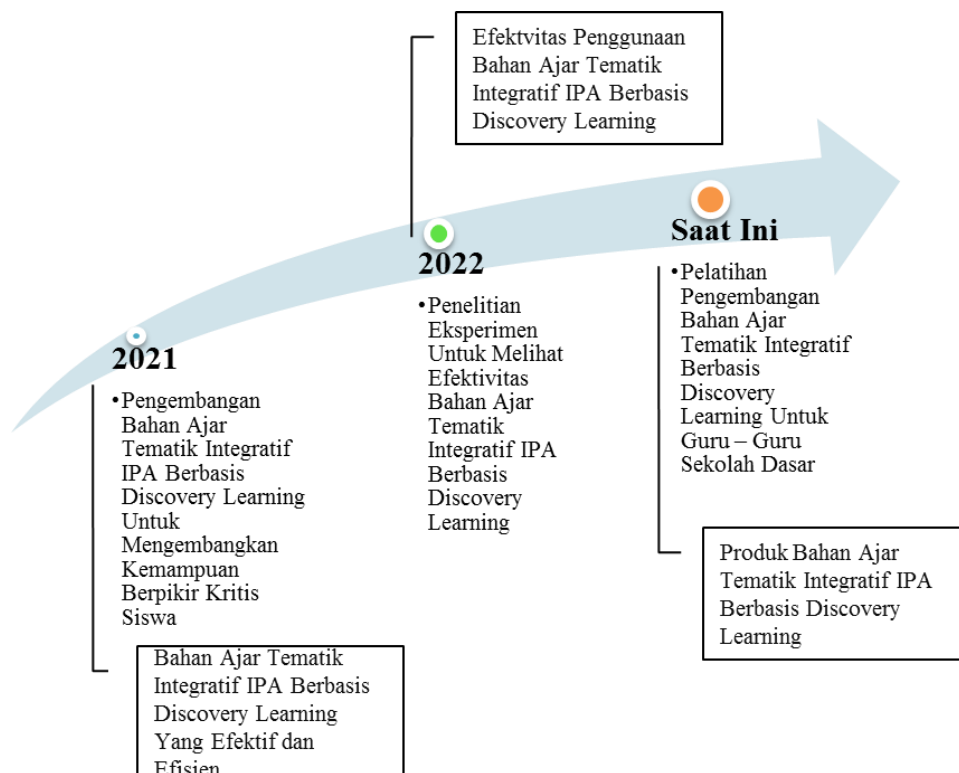 Efektvitas Penggunaan
Bahan Ajar Tematik
Integratif IPA Berbasis
Discovery Learning
2021
•Pengembangan
Bahan Ajar
Tematik Integratif
IPA Berbasis
Discovery Learning
Untuk
Mengembangkan
Kemampuan
Berpikir Kritis
Siswa
Bahan Ajar Tematik
Integratif IPA Berbasis
Discovery Learning
Yang Efektif dan
Efisien
2022
•Penelitian
Eksperimen
Untuk Melihat
Efektivitas
Bahan Ajar
Tematik
Integratif IPA
Berbasis
Discovery
Learning
Saat Ini
•Pelatihan
Pengembangan
Bahan Ajar
Tematik Integratif
Berbasis
Discovery
Learning Untuk
Guru – Guru
Sekolah Dasar
Produk Bahan Ajar
Tematik Integratif IPA
Berbasis Discovery
Learning